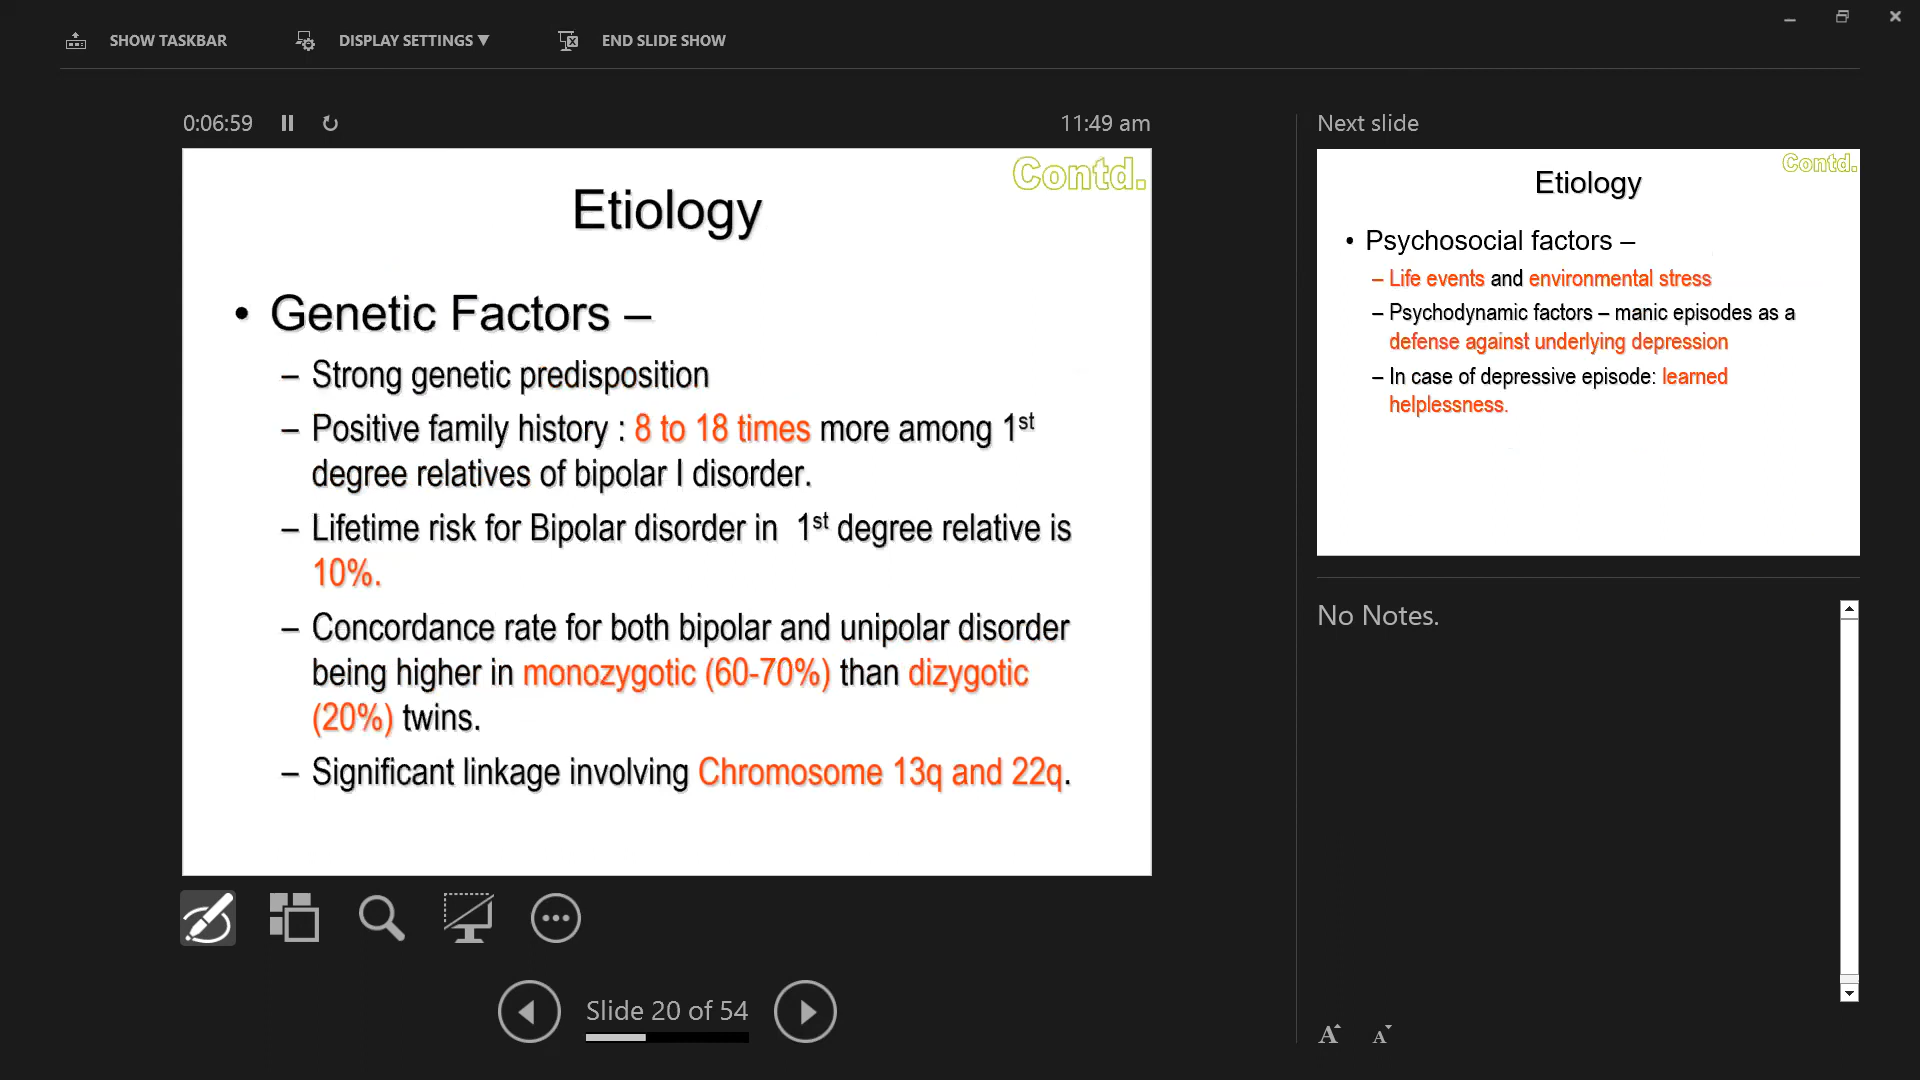 SHOW TASKBAR
DISPLAY SETTINGS ▼
END SLIDE SHOW
0:06:59
11:49 am
Contd.
Etiology
• Genetic Factors –
– Strong genetic predisposition
– Positive family history : 8 to 18 times more among 1st
degree relatives of bipolar I disorder.
– Lifetime risk for Bipolar disorder in 1st degree relative is
10%.
– Concordance rate for both bipolar and unipolar disorder
being higher in monozygotic (60-70%) than dizygotic
(20%) twins.
– Significant linkage involving Chromosome 13q and 22q.
Slide 20 of 54
Next slide
Contd.
Etiology
• Psychosocial factors –
– Life events and environmental stress
– Psychodynamic factors – manic episodes as a
defense against underlying depression
– In case of depressive episode: learned
helplessness.
No Notes.
A A